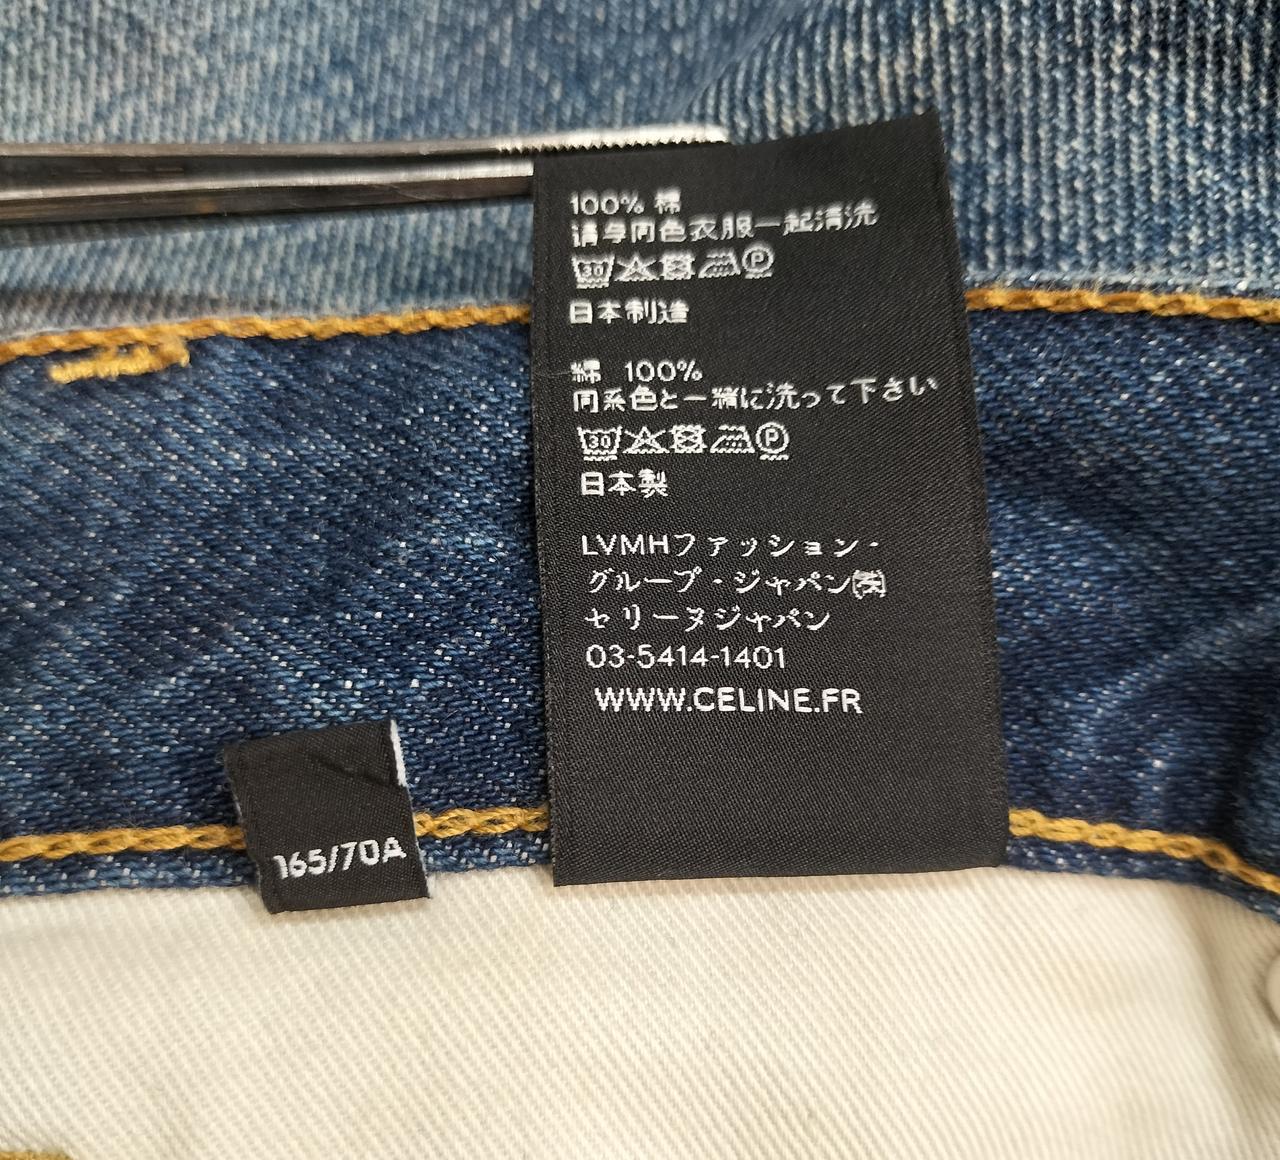 100% 棉
请与同色衣服一起清洗
30 P
日本制造
綿 100%
同系色と一緒に洗って下さい
30 P
日本製
LVMHファッション・
グループ・ジャパン㈱
セリーヌジャパン
03-5414-1401
WWW.CELINE.FR
165/70A